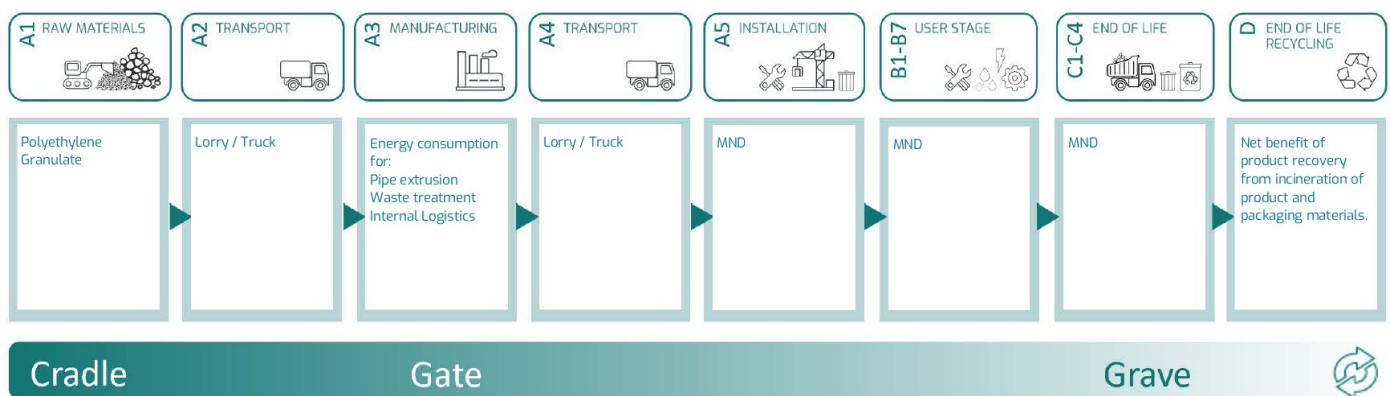 A1 RAW MATERIALS
A2 TRANSPORT
A3 MANUFACTURING
A4 TRANSPORT
A5 INSTALLATION
B1-B7 USER STAGE
C1-C4 END OF LIFE
D END OF LIFE
RECYCLING
Polyethylene
Granulate
Lorry / Truck
Energy consumption
for:
Pipe extrusion
Waste treatment
Internal Logistics
Lorry / Truck
MND
MND
MND
Net benefit of
product recovery
from incineration of
product and
packaging materials.
Cradle
Gate
Grave